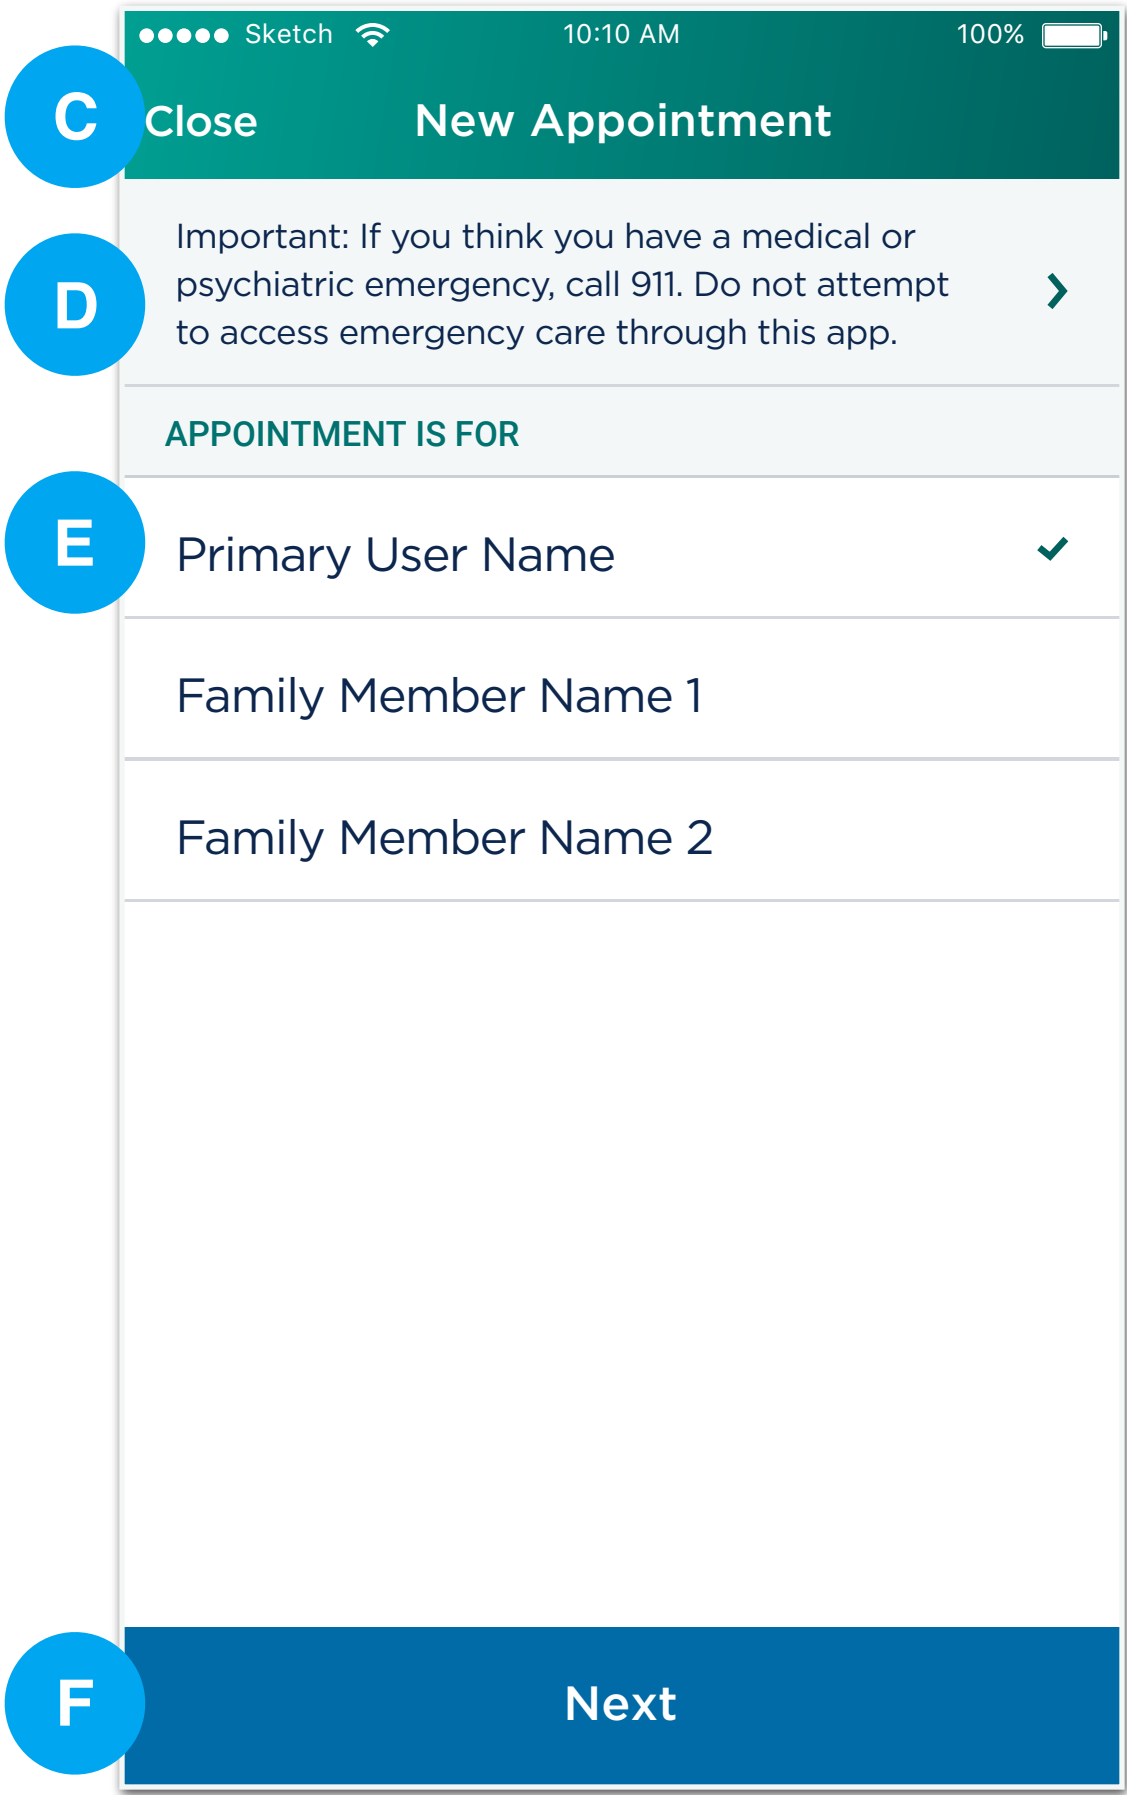 Sketch 10:10 AM 100%
C Close New Appointment
Important: If you think you have a medical or
D psychiatric emergency, call 911. Do not attempt
to access emergency care through this app.
APPOINTMENT IS FOR
E Primary User Name
Family Member Name 1
Family Member Name 2
F Next